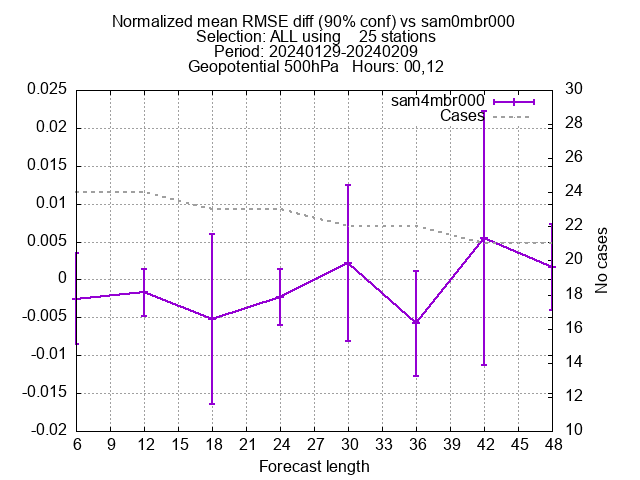 Normalized mean RMSE diff (90% conf) vs sam0mbr000
Selection: ALL using    25 stations
Period: 20240129-20240209
Geopotential 500hPa   Hours: 00,12
sam4mbr000
Cases
0.025
0.02
0.015
0.01
0.005
0
-0.005
-0.01
-0.015
-0.02
30
28
26
24
22
20
18
16
14
12
10
No cases
6 9 12 15 18 21 24 27 30 33 36 39 42 45 48
Forecast length